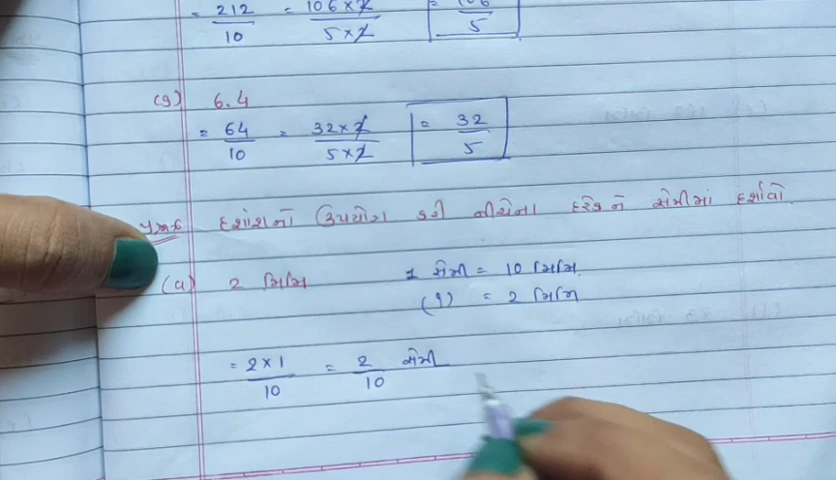 = 212/10 = 106×2/5×2 = 106/5
(g) 6.4
= 64/10 = 32×2/5×2 = 32/5
પ્રશ્ન-6 દશાંશનો ઉપયોગ કરી નીચેના દરેકને સેમીમાં દર્શાવો.
(a) 2 મિમિ 1 સેમી = 10 મિમિ.
(?) = 2 મિમિ
= 2×1/10 = 2/10 સેમી